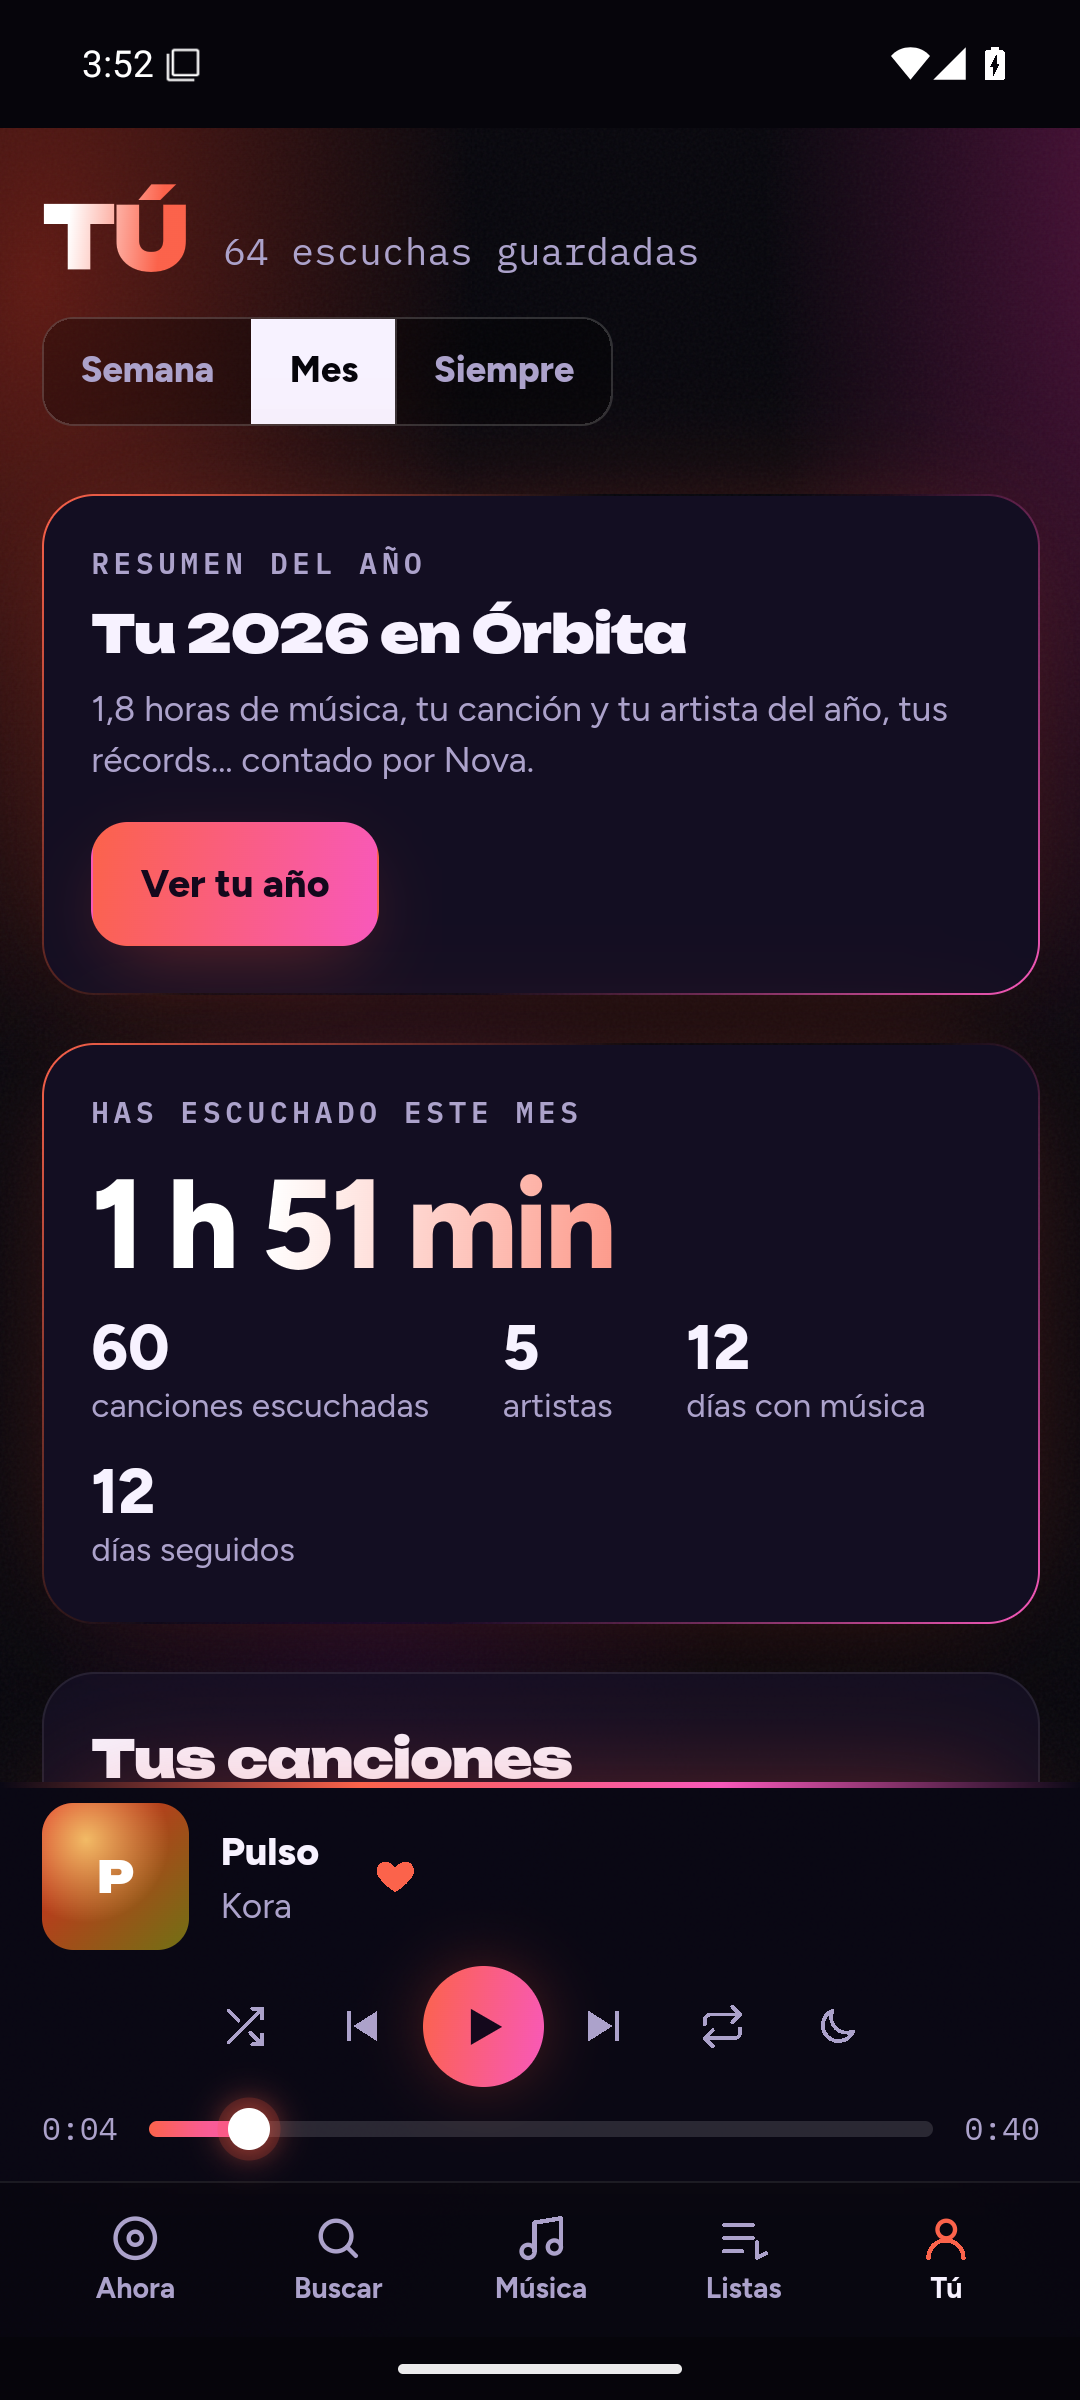 3:52
TÚ 64 escuchas guardadas
Semana Mes Siempre
RESUMEN DEL AÑO
Tu 2026 en Órbita
1,8 horas de música, tu canción y tu artista del año, tus
récords... contado por Nova.
Ver tu año
HAS ESCUCHADO ESTE MES
1 h 51 min
60 5 12
canciones escuchadas artistas días con música
12
días seguidos
Tus canciones
P
Pulso
Kora
0:04 0:40
Ahora Buscar Música Listas Tú